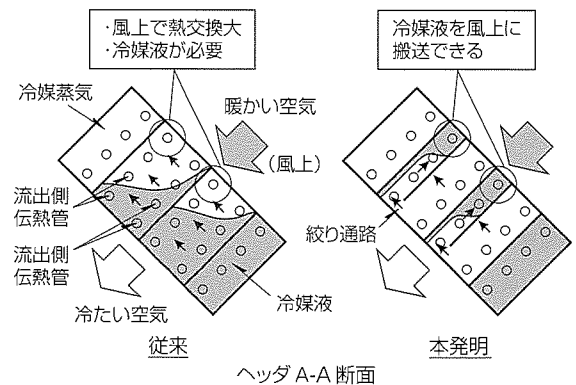 ・風上で熱交換大
・冷媒液が必要
冷媒液を風上に
搬送できる
冷媒蒸気
暖かい空気
(風上)
流出側
伝熱管
流出側
伝熱管
絞り通路
冷たい空気
冷媒液
従来
本発明
ヘッダ A-A 断面